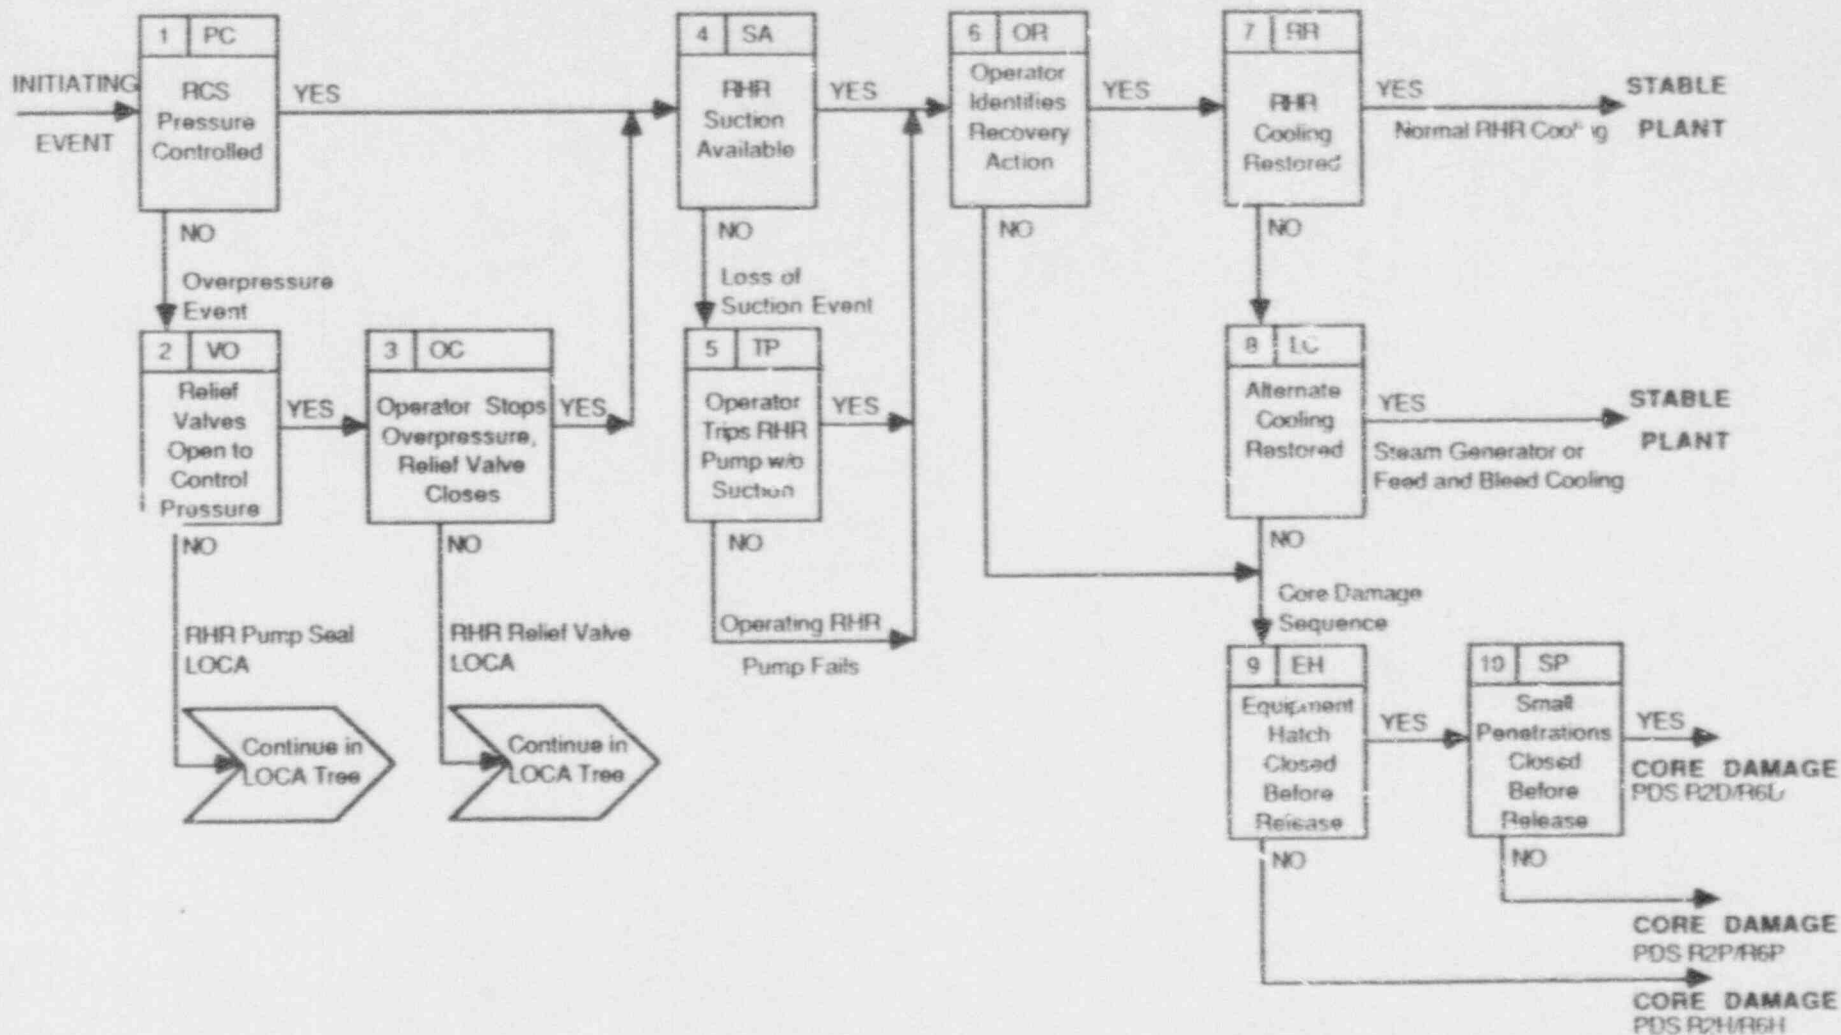 INITIATING
EVENT
1 PC
RCS
Pressure
Controlled
YES
NO
Overpressure
Event
2 VO
Relief
Valves
Open to
Control
Pressure
YES
NO
RHR Pump Seal
LOCA
Continue in
LOCA Tree
3 OC
Operator Stops
Overpressure,
Relief Valve
Closes
YES
NO
RHR Relief Valve
LOCA
Continue in
LOCA Tree
4 SA
RHR
Suction
Available
YES
NO
Loss of
Suction Event
5 TP
Operator
Trips RHR
Pump w/o
Suction
YES
NO
Operating RHR
Pump Fails
6 OR
Operator
Identifies
Recovery
Action
YES
NO
7 RR
RHR
Cooling
Restored
YES
Normal RHR Cooling
STABLE
PLANT
NO
8
Alternate
Cooling
Restored
YES
Steam Generator or
Feed and Bleed Cooling
STABLE
PLANT
NO
Core Damage
Sequence
9 EH
Equipment
Hatch
Closed
Before
Release
YES
NO
10 SP
Small
Penetrations
Closed
Before
Release
YES
CORE DAMAGE
PDS
NO
CORE DAMAGE
PDS R2P/R6P
CORE DAMAGE
PDS R2H/R6H